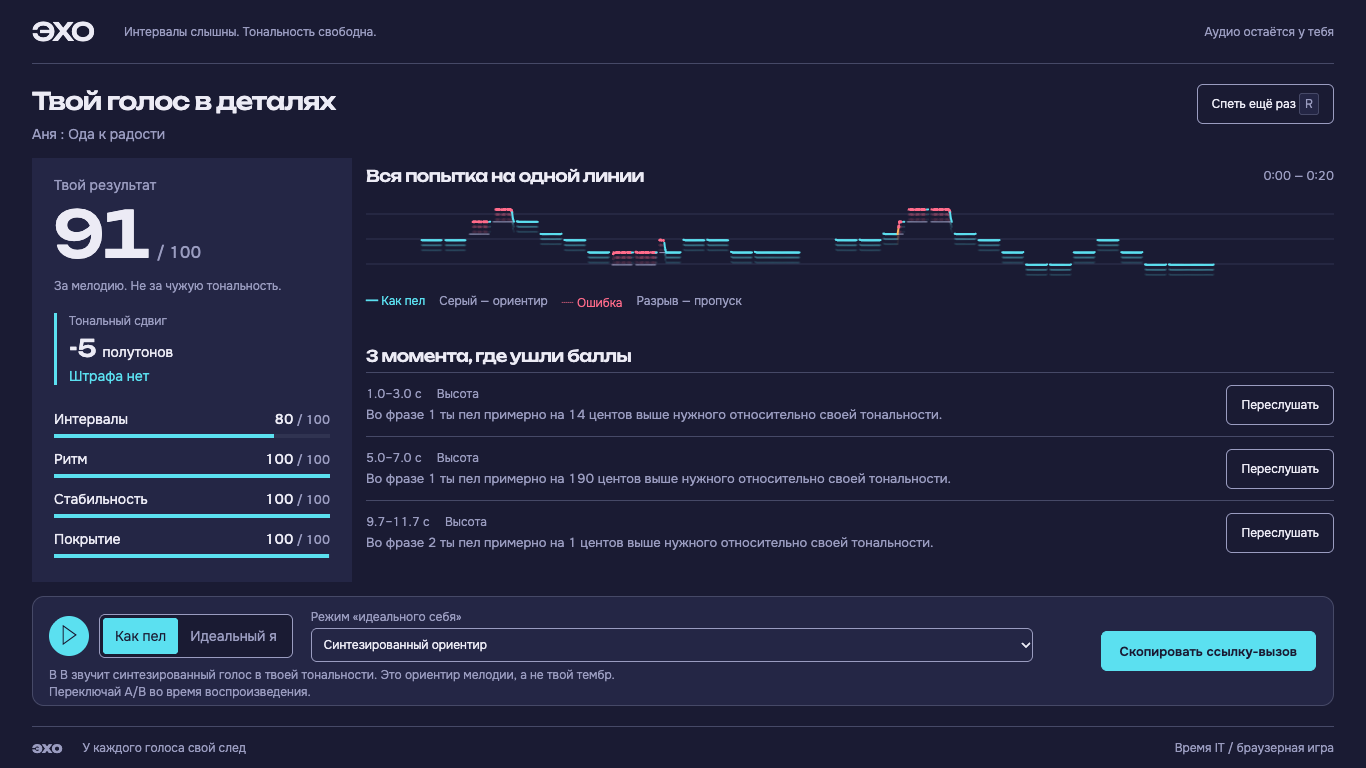 ЭХО
Интервалы слышны. Тональность свободна.
Аудио остаётся у тебя
Твой голос в деталях
Аня : Ода к радости
Спеть ещё раз R
Твой результат
91 / 100
За мелодию. Не за чужую тональность.
Тональный сдвиг
-5 полутонов
Штрафа нет
Интервалы 80 / 100
Ритм 100 / 100
Стабильность 100 / 100
Покрытие 100 / 100
Вся попытка на одной линии
0:00 — 0:20
Как пел Серый — ориентир Ошибка Разрыв — пропуск
3 момента, где ушли баллы
1.0–3.0 с Высота
Во фразе 1 ты пел примерно на 14 центов выше нужного относительно своей тональности.
Переслушать
5.0–7.0 с Высота
Во фразе 1 ты пел примерно на 190 центов выше нужного относительно своей тональности.
Переслушать
9.7–11.7 с Высота
Во фразе 2 ты пел примерно на 1 центов выше нужного относительно своей тональности.
Переслушать
Как пел Идеальный я
Режим «идеального себя»
Синтезированный ориентир
Скопировать ссылку-вызов
В B звучит синтезированный голос в твоей тональности. Это ориентир мелодии, а не твой тембр.
Переключай A/B во время воспроизведения.
ЭХО
У каждого голоса свой след
Время IT / браузерная игра